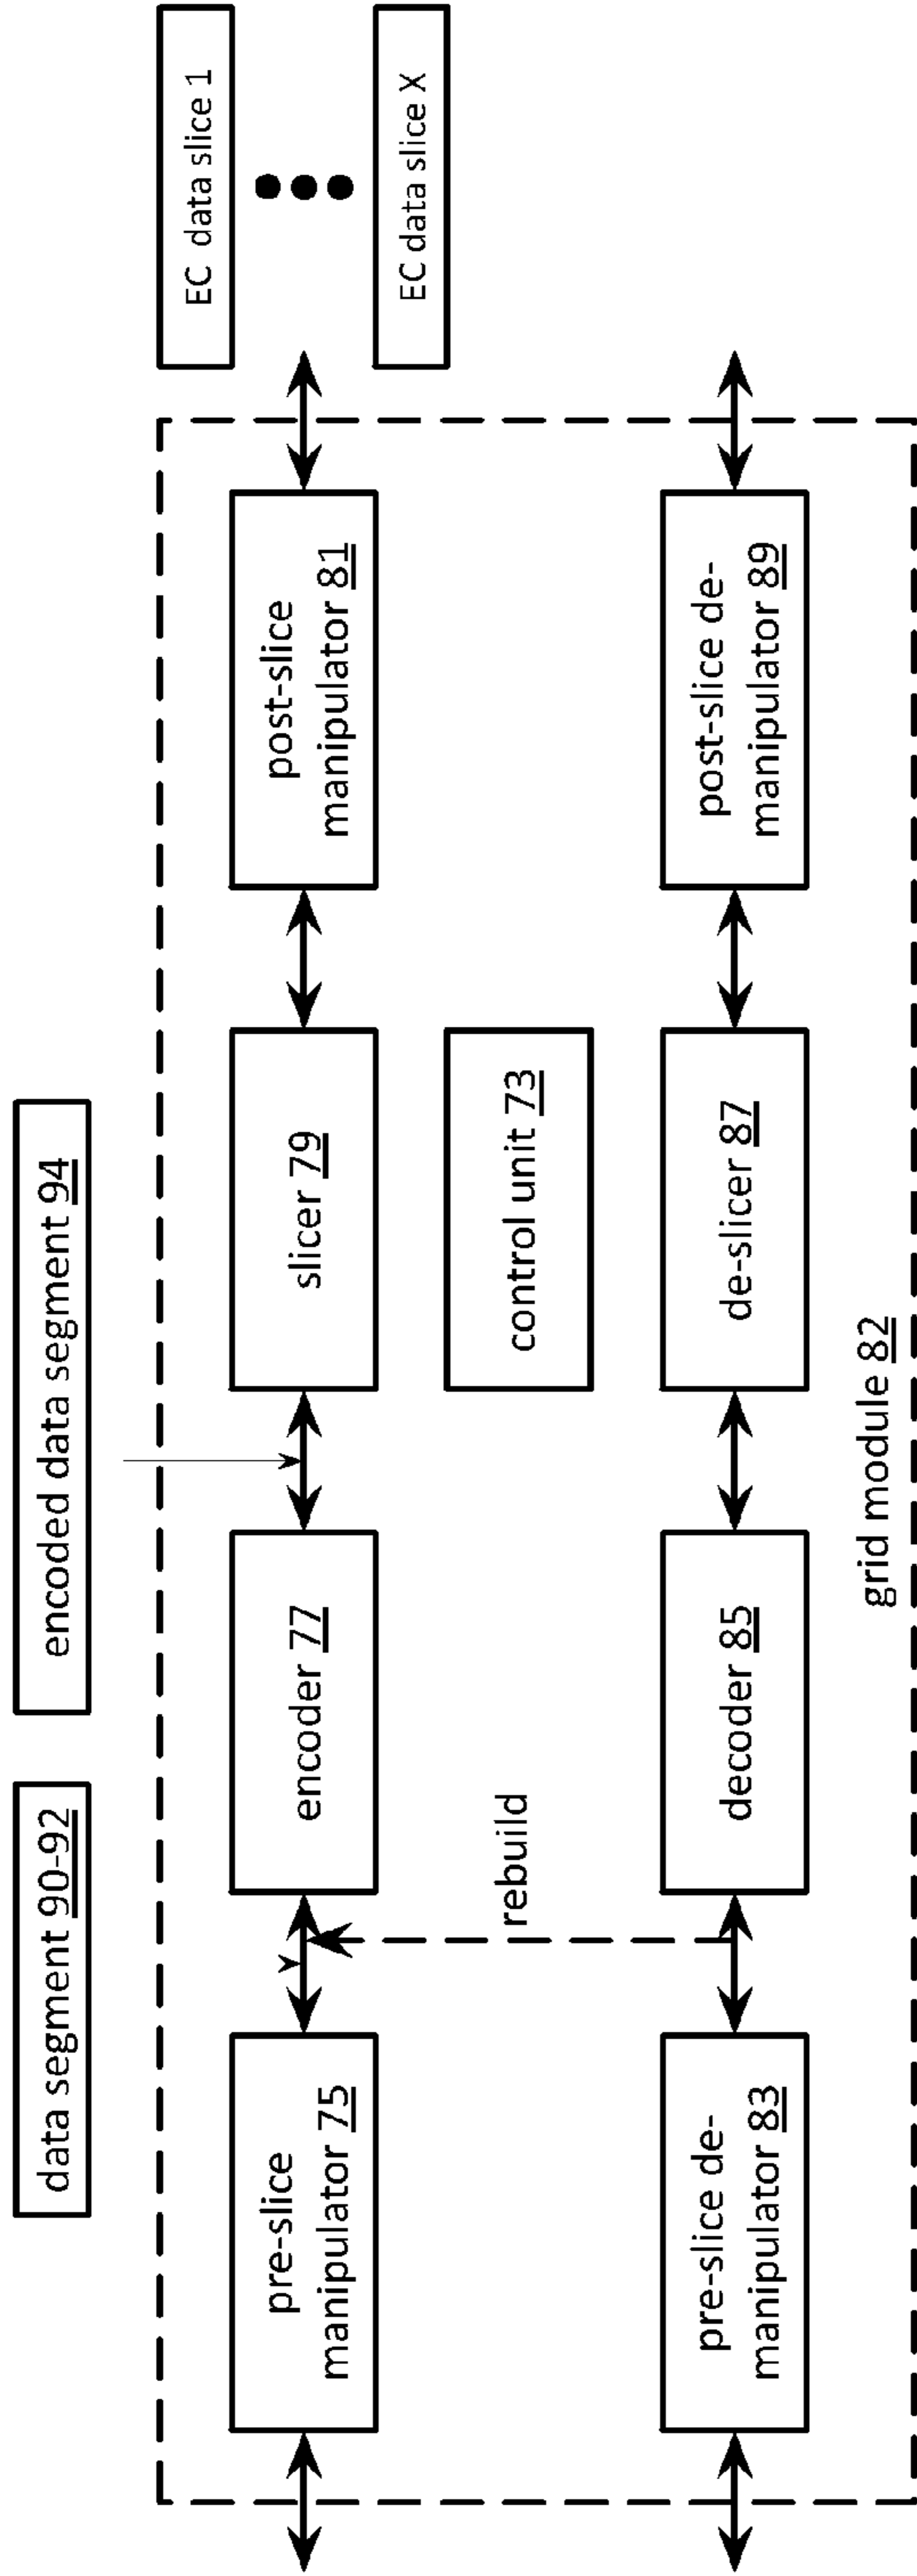 data segment 90-92
encoded data segment 94
EC data slice 1
EC data slice X
pre-slice
manipulator 75
encoder 77
slicer 79
post-slice
manipulator 81
control unit 73
rebuild
pre-slice de-
manipulator 83
decoder 85
de-slicer 87
post-slice de-
manipulator 89
grid module 82